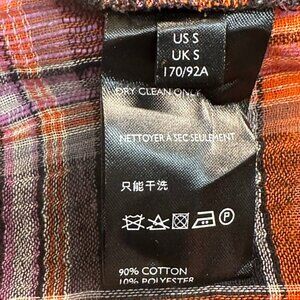 US S
UK S
170/92A
DRY CLEAN ONLY
NETTOYER A SEC SEULEMENT
只能干洗
P
90% COTTON
10% POLYESTER